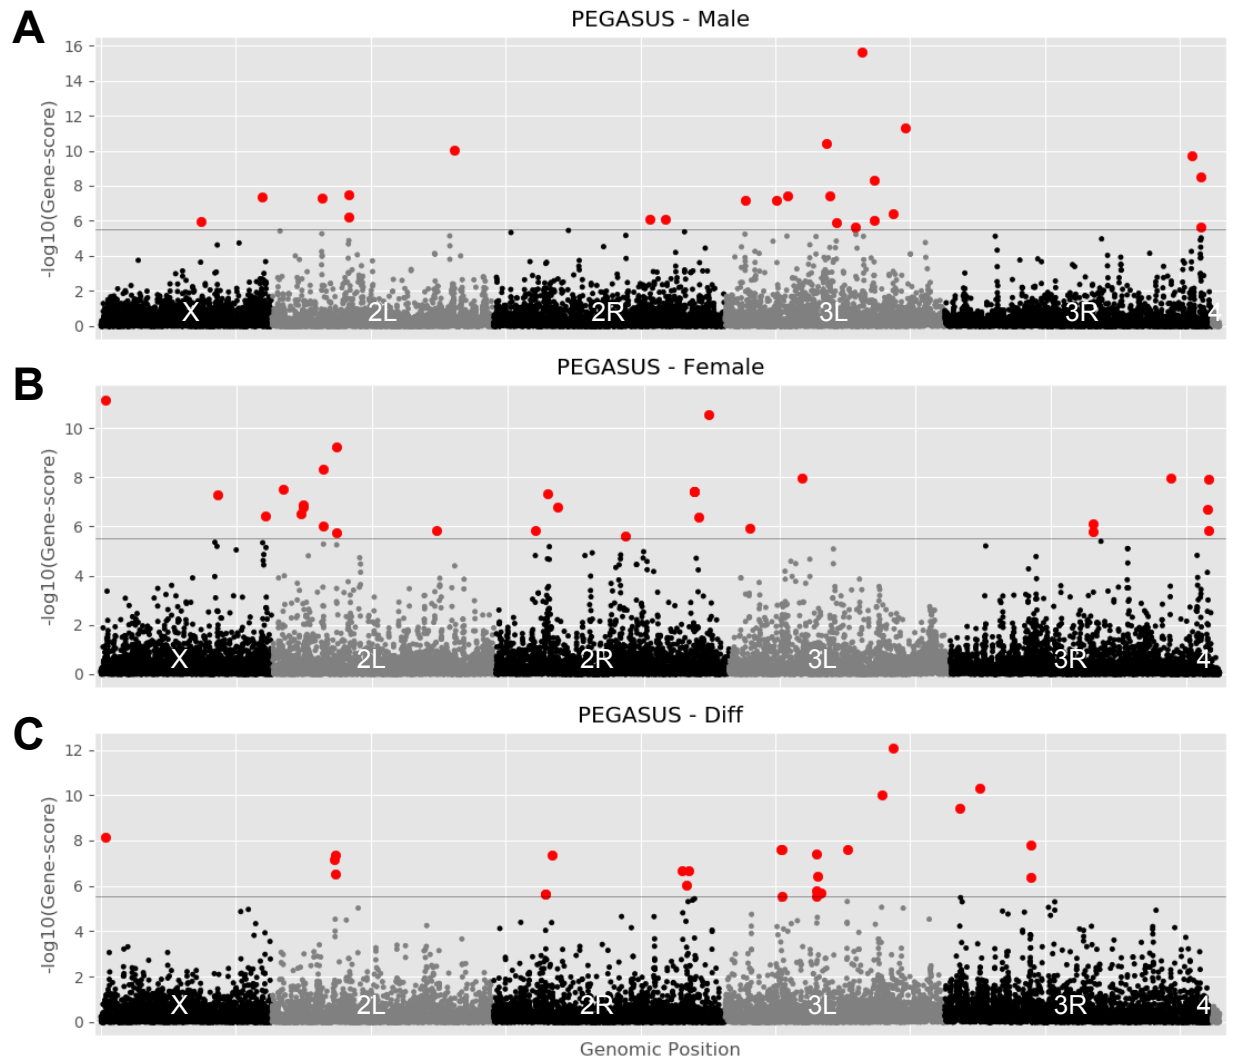 A
PEGASUS - Male
-log10(Gene-score)
16
14
12
10
8
6
4
2
0
X 2L 2R 3L 3R 4
B
PEGASUS - Female
-log10(Gene-score)
10
8
6
4
2
0
X 2L 2R 3L 3R 4
C
PEGASUS - Diff
-log10(Gene-score)
12
10
8
6
4
2
0
X 2L 2R 3L 3R 4
Genomic Position